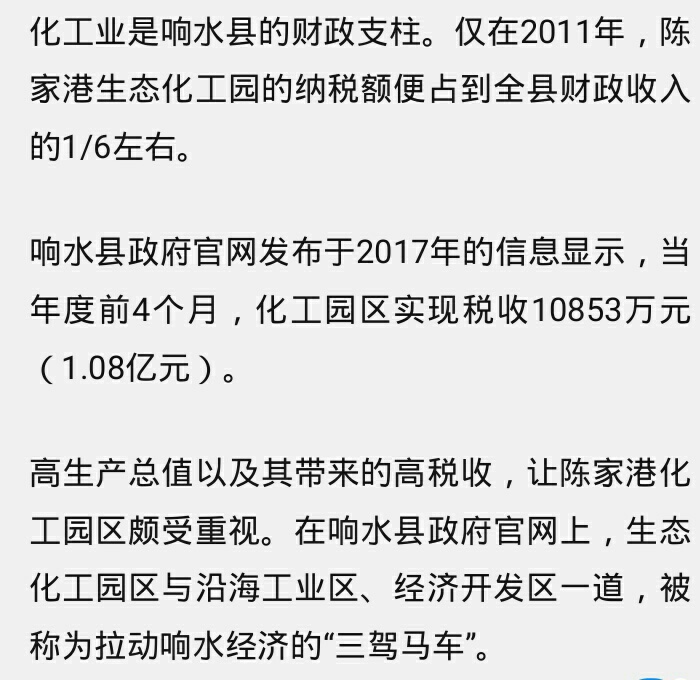 化工业是响水县的财政支柱。仅在2011年，陈
家港生态化工园的纳税额便占到全县财政收入
的1/6左右。
响水县政府官网发布于2017年的信息显示，当
年度前4个月，化工园区实现税收10853万元
（1.08亿元）。
高生产总值以及其带来的高税收，让陈家港化
工园区颇受重视。在响水县政府官网上，生态
化工园区与沿海工业区、经济开发区一道，被
称为拉动响水经济的“三驾马车”。